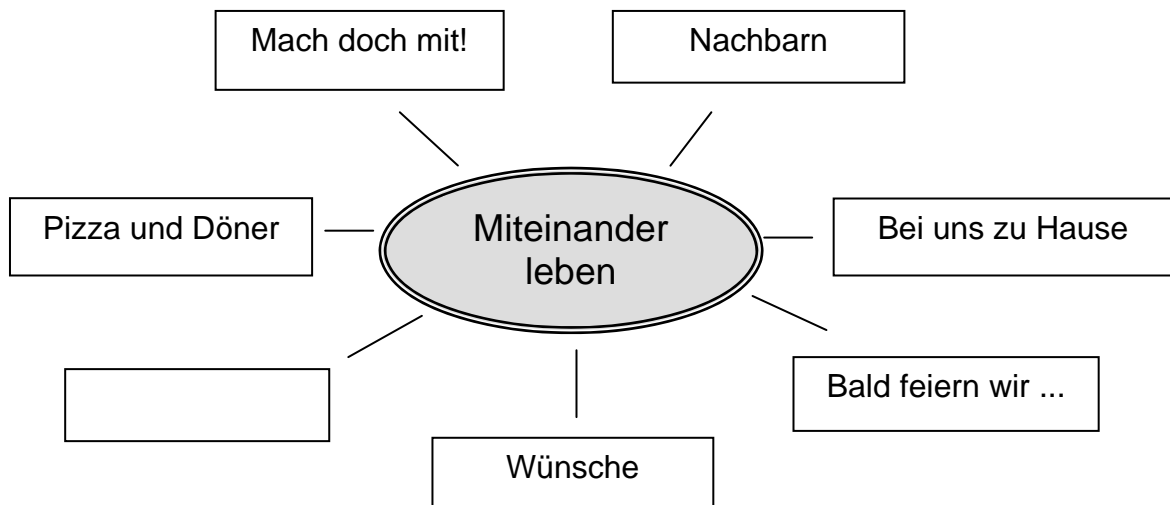 Mach doch mit!
Nachbarn
Pizza und Döner
Miteinander
leben
Bei uns zu Hause
Bald feiern wir ...
Wünsche